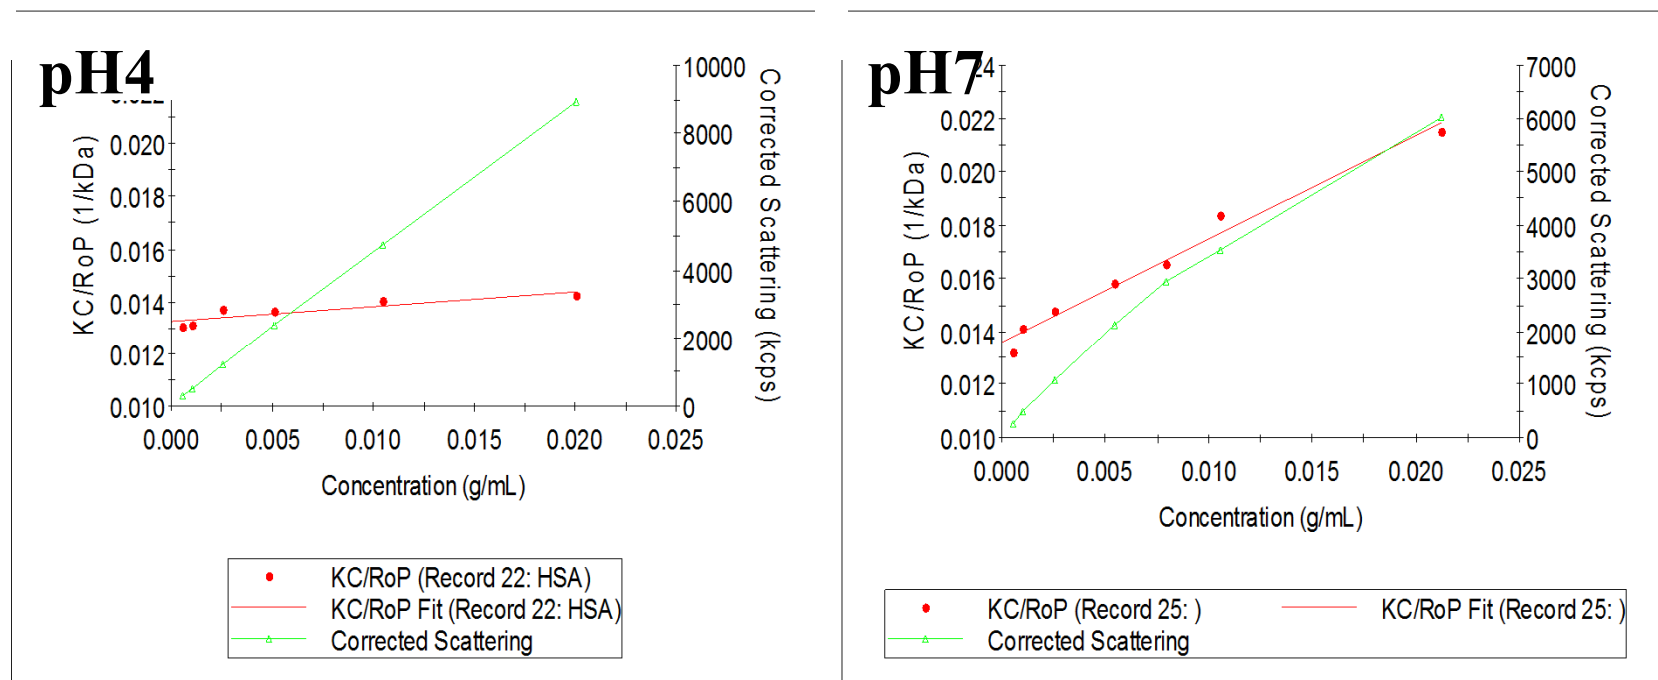 pH4
0.022
0.020
0.018
0.016
0.014
0.012
0.010
KC/RoP (1/kDa)
10000
8000
6000
4000
2000
0
Corrected Scattering (kcps)
0.000 0.005 0.010 0.015 0.020 0.025
Concentration (g/mL)
KC/RoP (Record 22: HSA)
KC/RoP Fit (Record 22: HSA)
Corrected Scattering
pH7
24
0.022
0.020
0.018
0.016
0.014
0.012
0.010
KC/RoP (1/kDa)
7000
6000
5000
4000
3000
2000
1000
0
Corrected Scattering (kcps)
0.000 0.005 0.010 0.015 0.020 0.025
Concentration (g/mL)
KC/RoP (Record 25: ) KC/RoP Fit (Record 25: )
Corrected Scattering